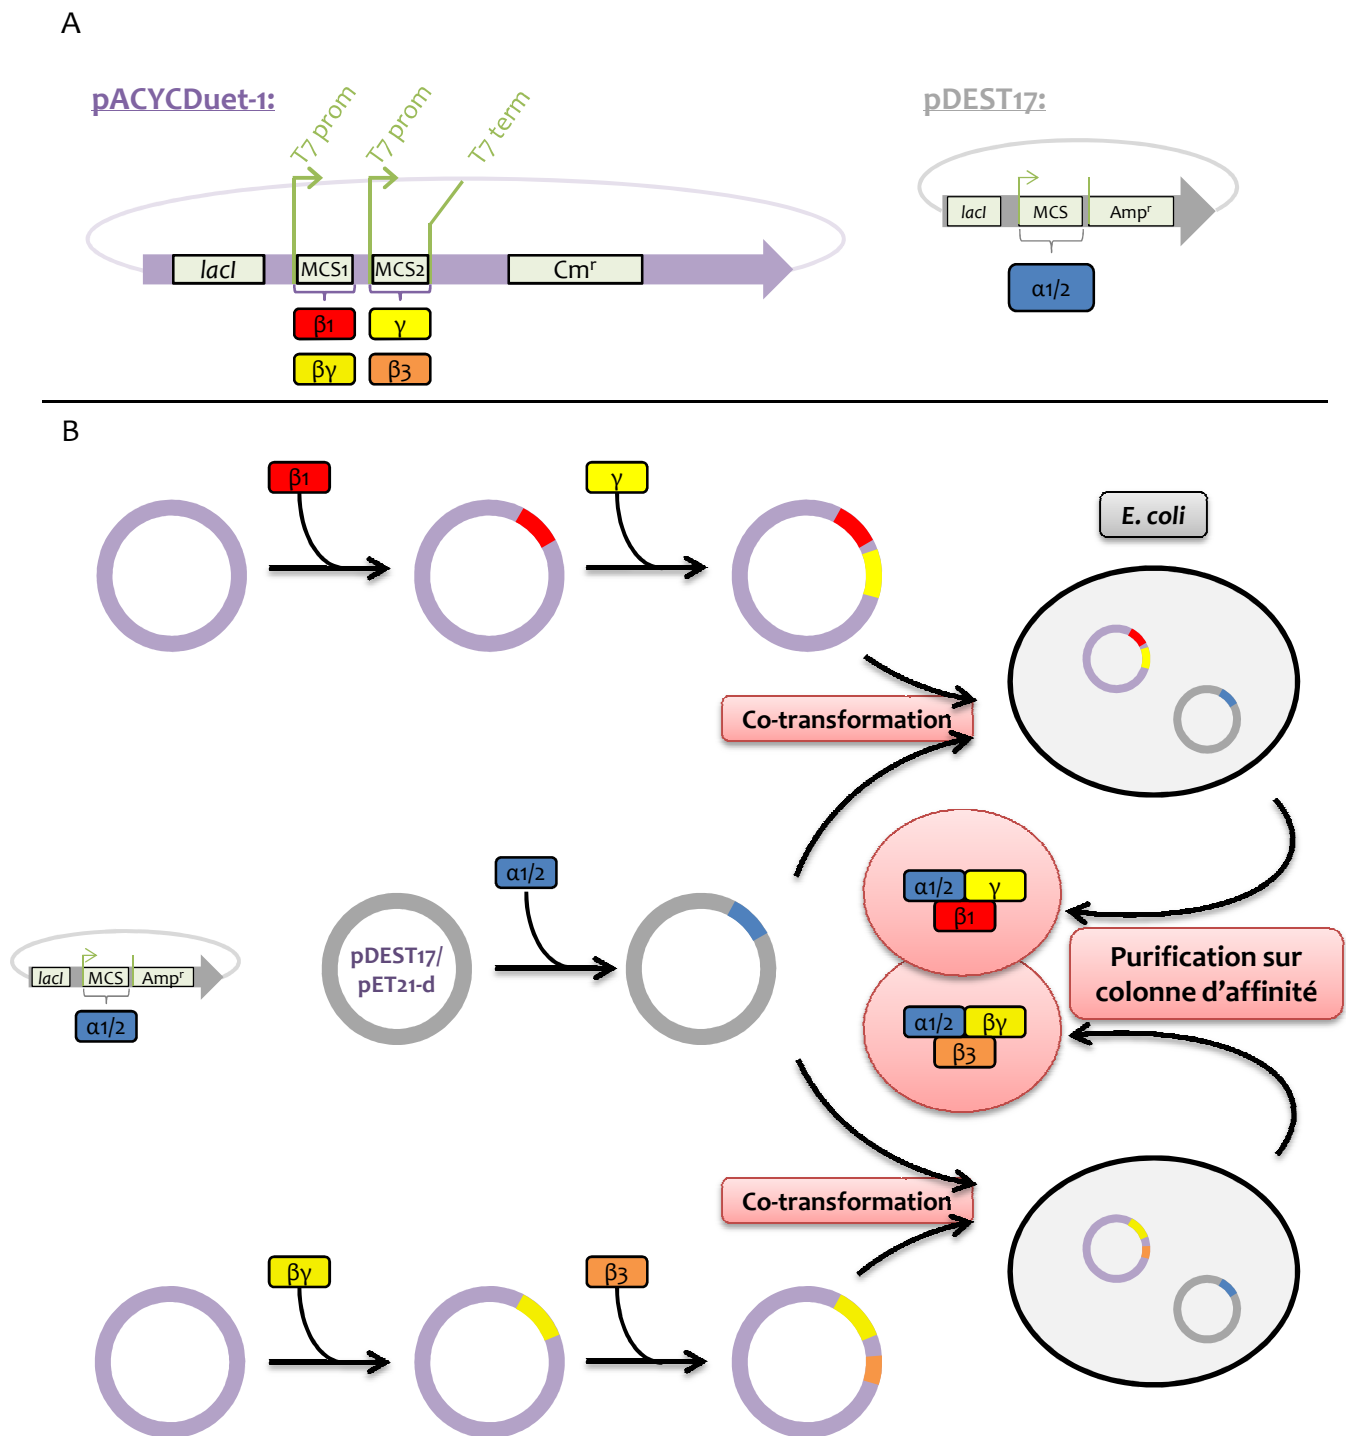 A
pACYCDuet-1:
pDEST17:
T7 prom
T7 prom
T7 term
lacI
MCS1
MCS2
Cmʳ
lacI
MCS
Ampʳ
α1/2
β1
γ
βγ
β3
B
β1
γ
E. coli
Co-transformation
α1/2
α1/2
γ
β1
pDEST17/
pET21-d
lacI
MCS
Ampʳ
α1/2
Purification sur
colonne d'affinité
α1/2
βγ
β3
Co-transformation
βγ
β3